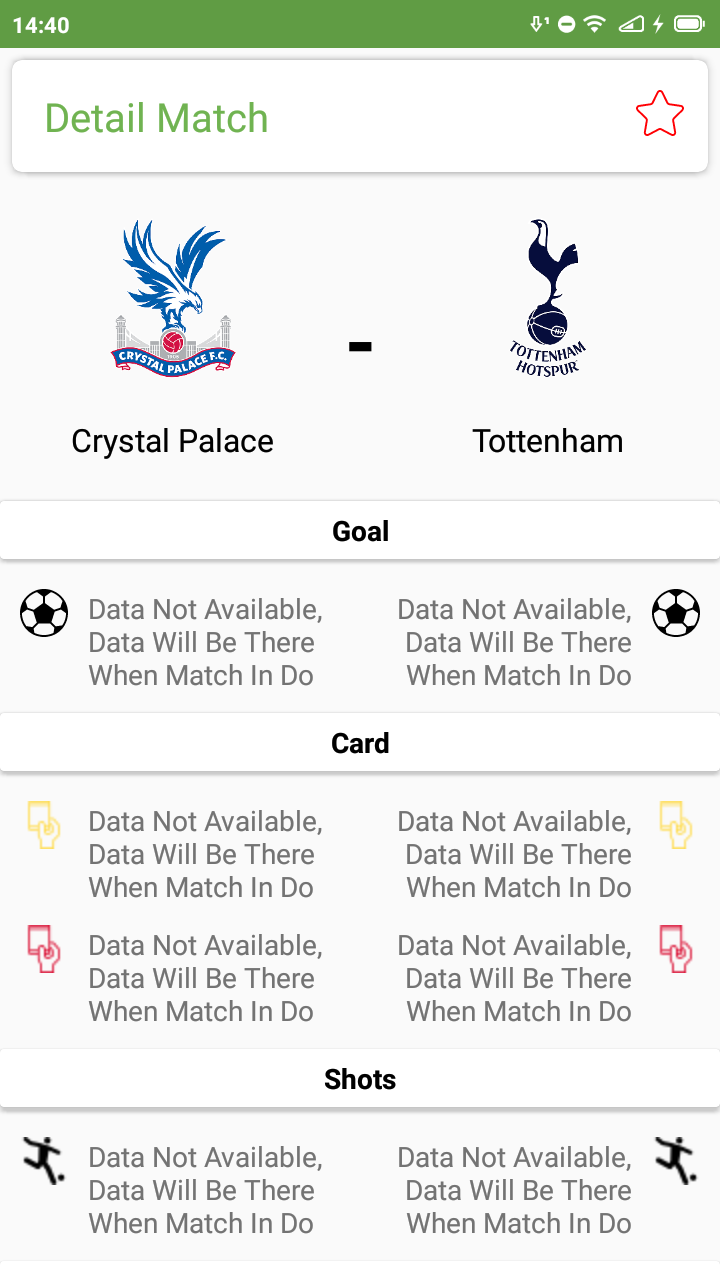 14:40
Detail Match
CRYSTAL PALACE F.C.
TOTTENHAM
HOTSPUR
-
Crystal Palace
Tottenham
Goal
Data Not Available,
Data Will Be There
When Match In Do
Data Not Available,
Data Will Be There
When Match In Do
Card
Data Not Available,
Data Will Be There
When Match In Do
Data Not Available,
Data Will Be There
When Match In Do
Data Not Available,
Data Will Be There
When Match In Do
Data Not Available,
Data Will Be There
When Match In Do
Shots
Data Not Available,
Data Will Be There
When Match In Do
Data Not Available,
Data Will Be There
When Match In Do